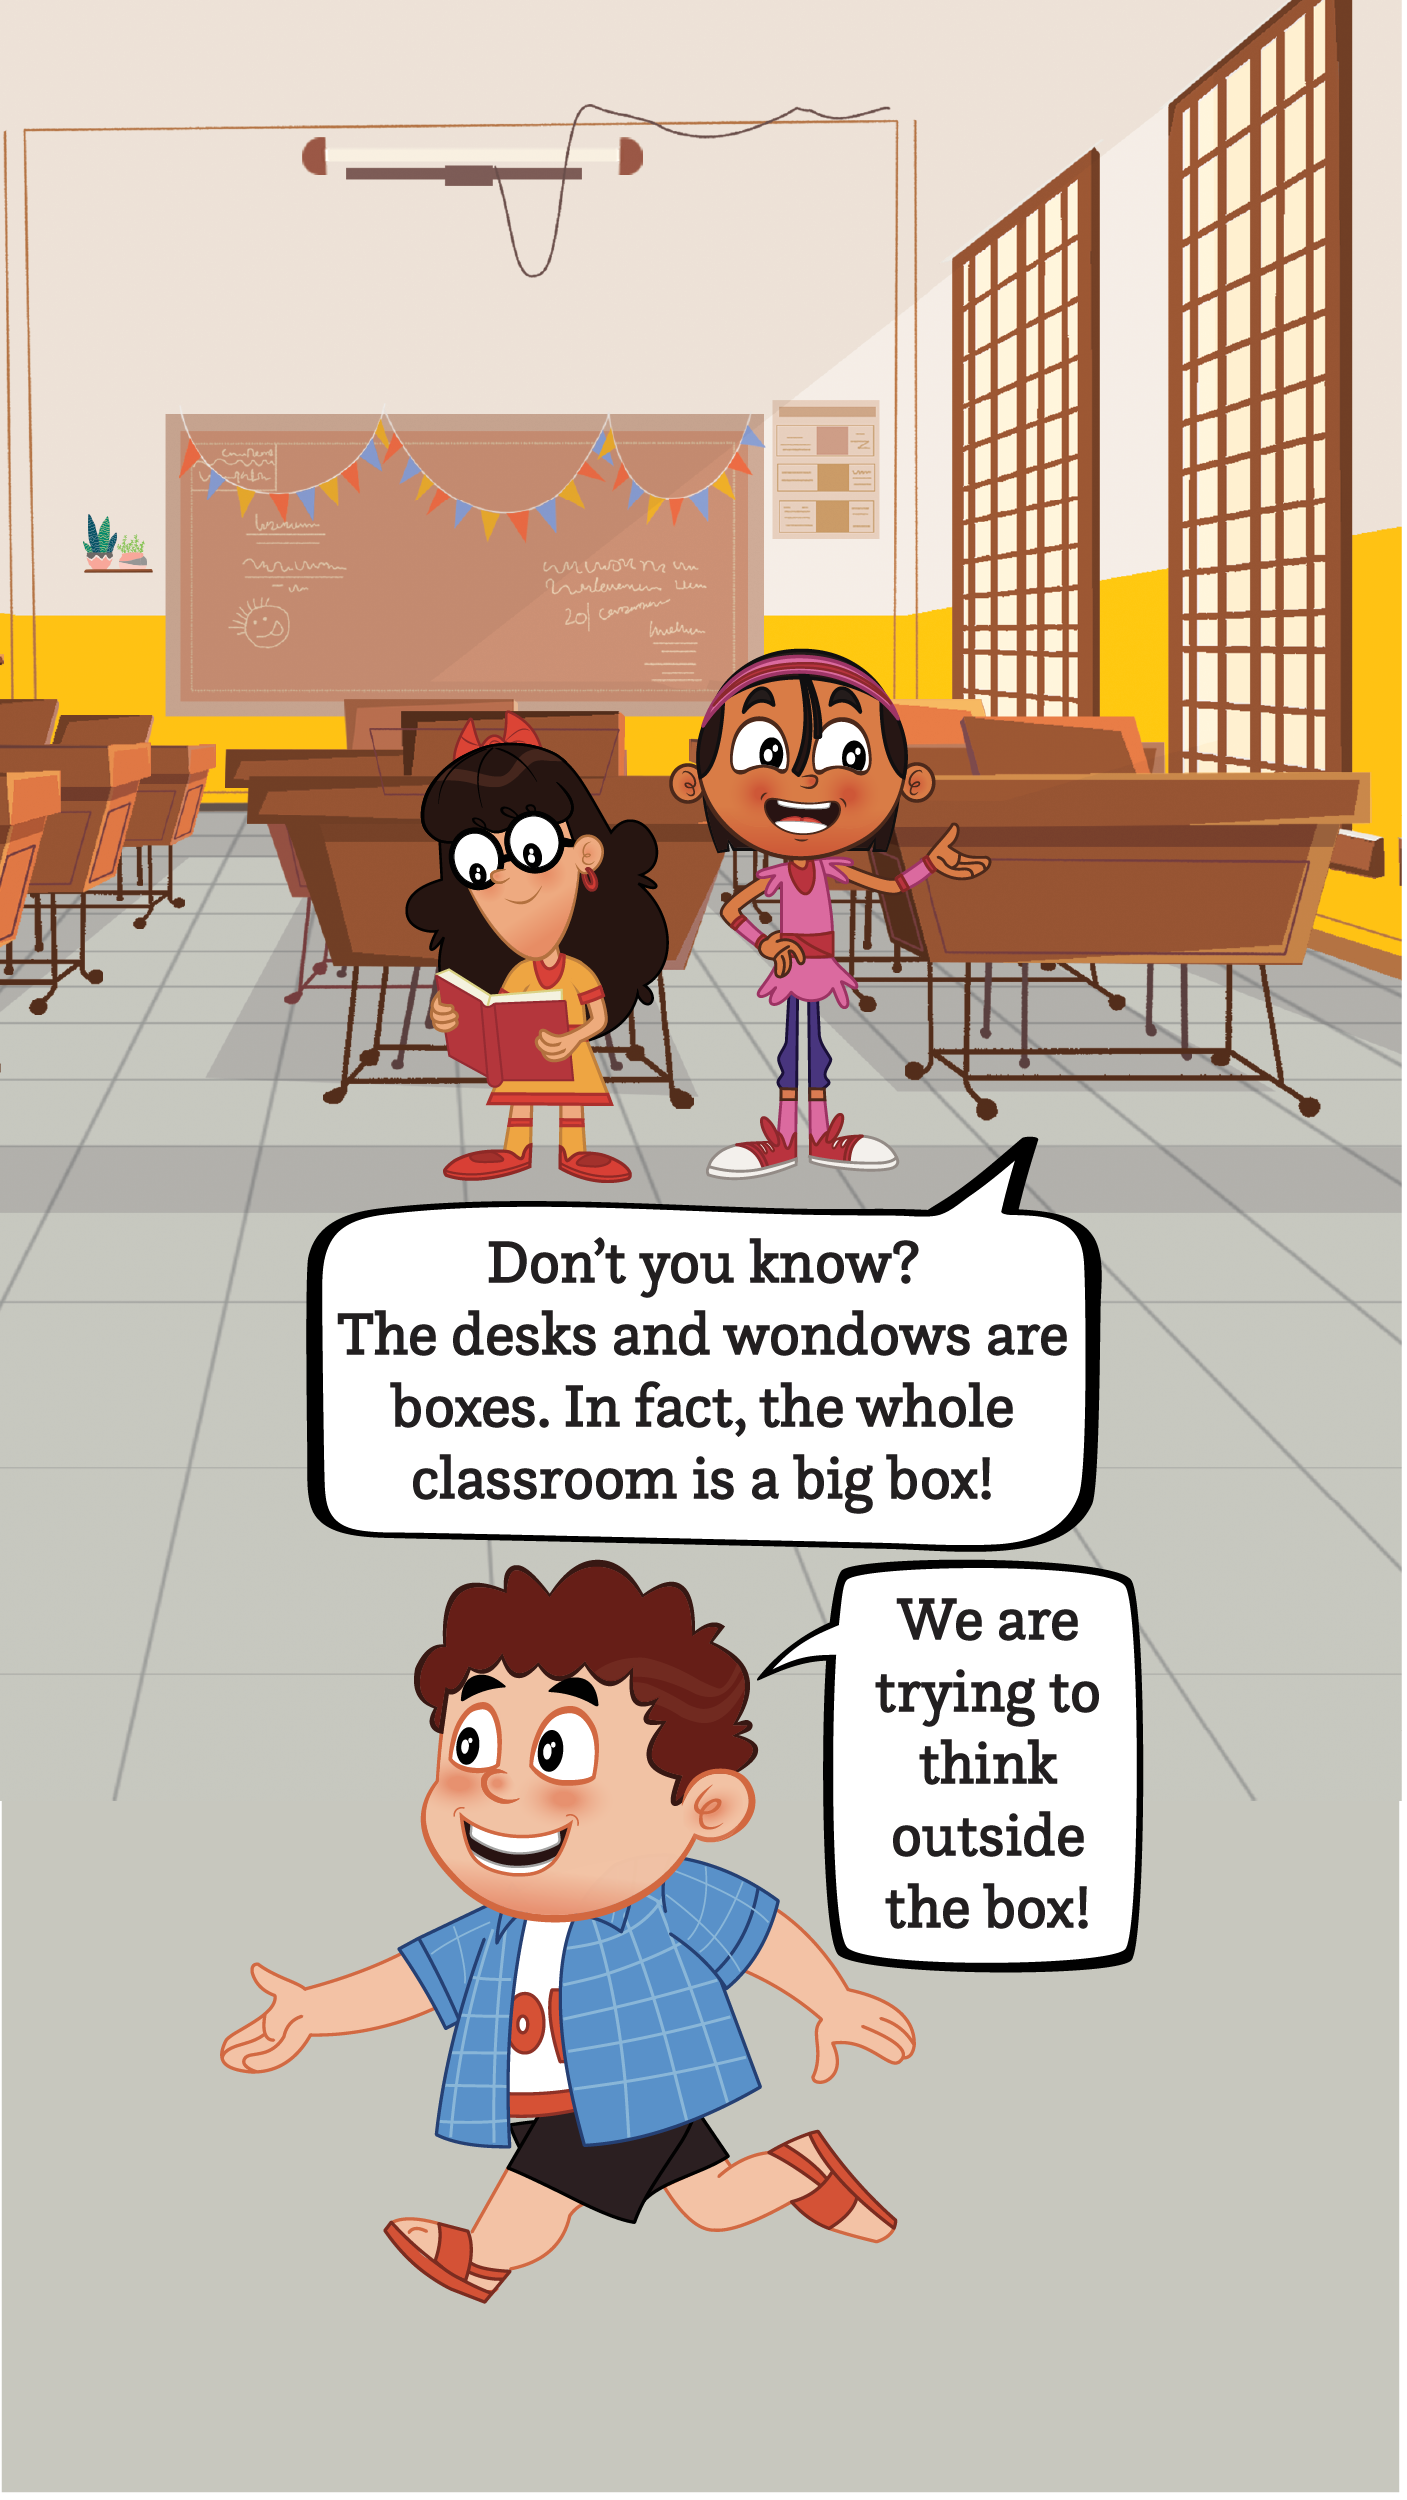 Don’t you know?
The desks and wondows are
boxes. In fact, the whole
classroom is a big box!
We are
trying to
think
outside
the box!